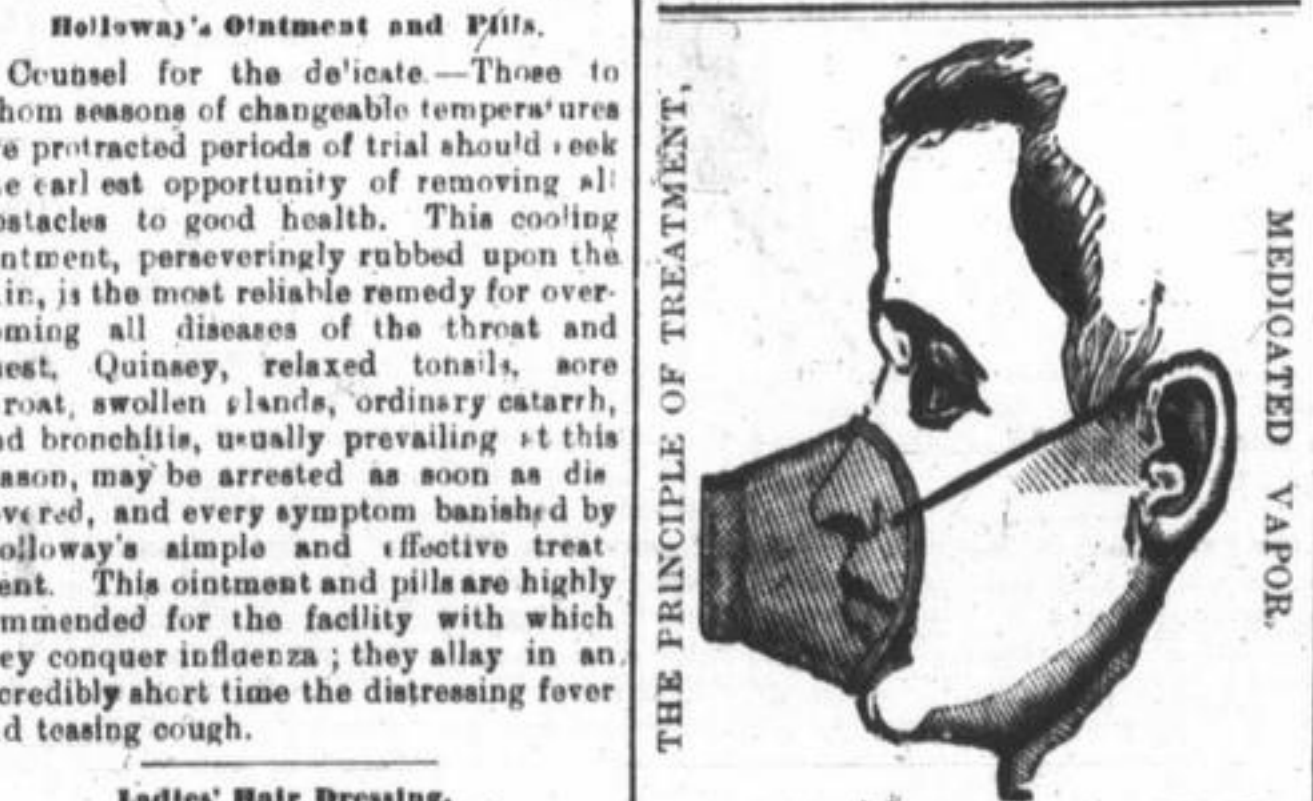 Holloway's Ointment and Pills.
Counsel for the delicate.—Those to
hom seasons of changeable temperatures
e protracted periods of trial should seek
e earl est opportunity of removing all
bstacles to good health. This cooling
ntment, perseveringly rubbed upon the
in, is the most reliable remedy for over-
oming all diseases of the throat and
hest. Quinsey, relaxed tonsils, sore
roat, swollen glands, ordinary catarrh,
nd bronchitis, usually prevailing at this
ason, may be arrested as soon as dis
overed, and every symptom banished by
olloway's simple and effective treat-
ent. This ointment and pills are highly
mmended for the facility with which
ey conquer influenza ; they allay in an
credibly short time the distressing fever
d teasing cough.
Ladies' Hair Dressing.
THE PRINCIPLE OF TREATMENT,
MEDICATED VAPOR,